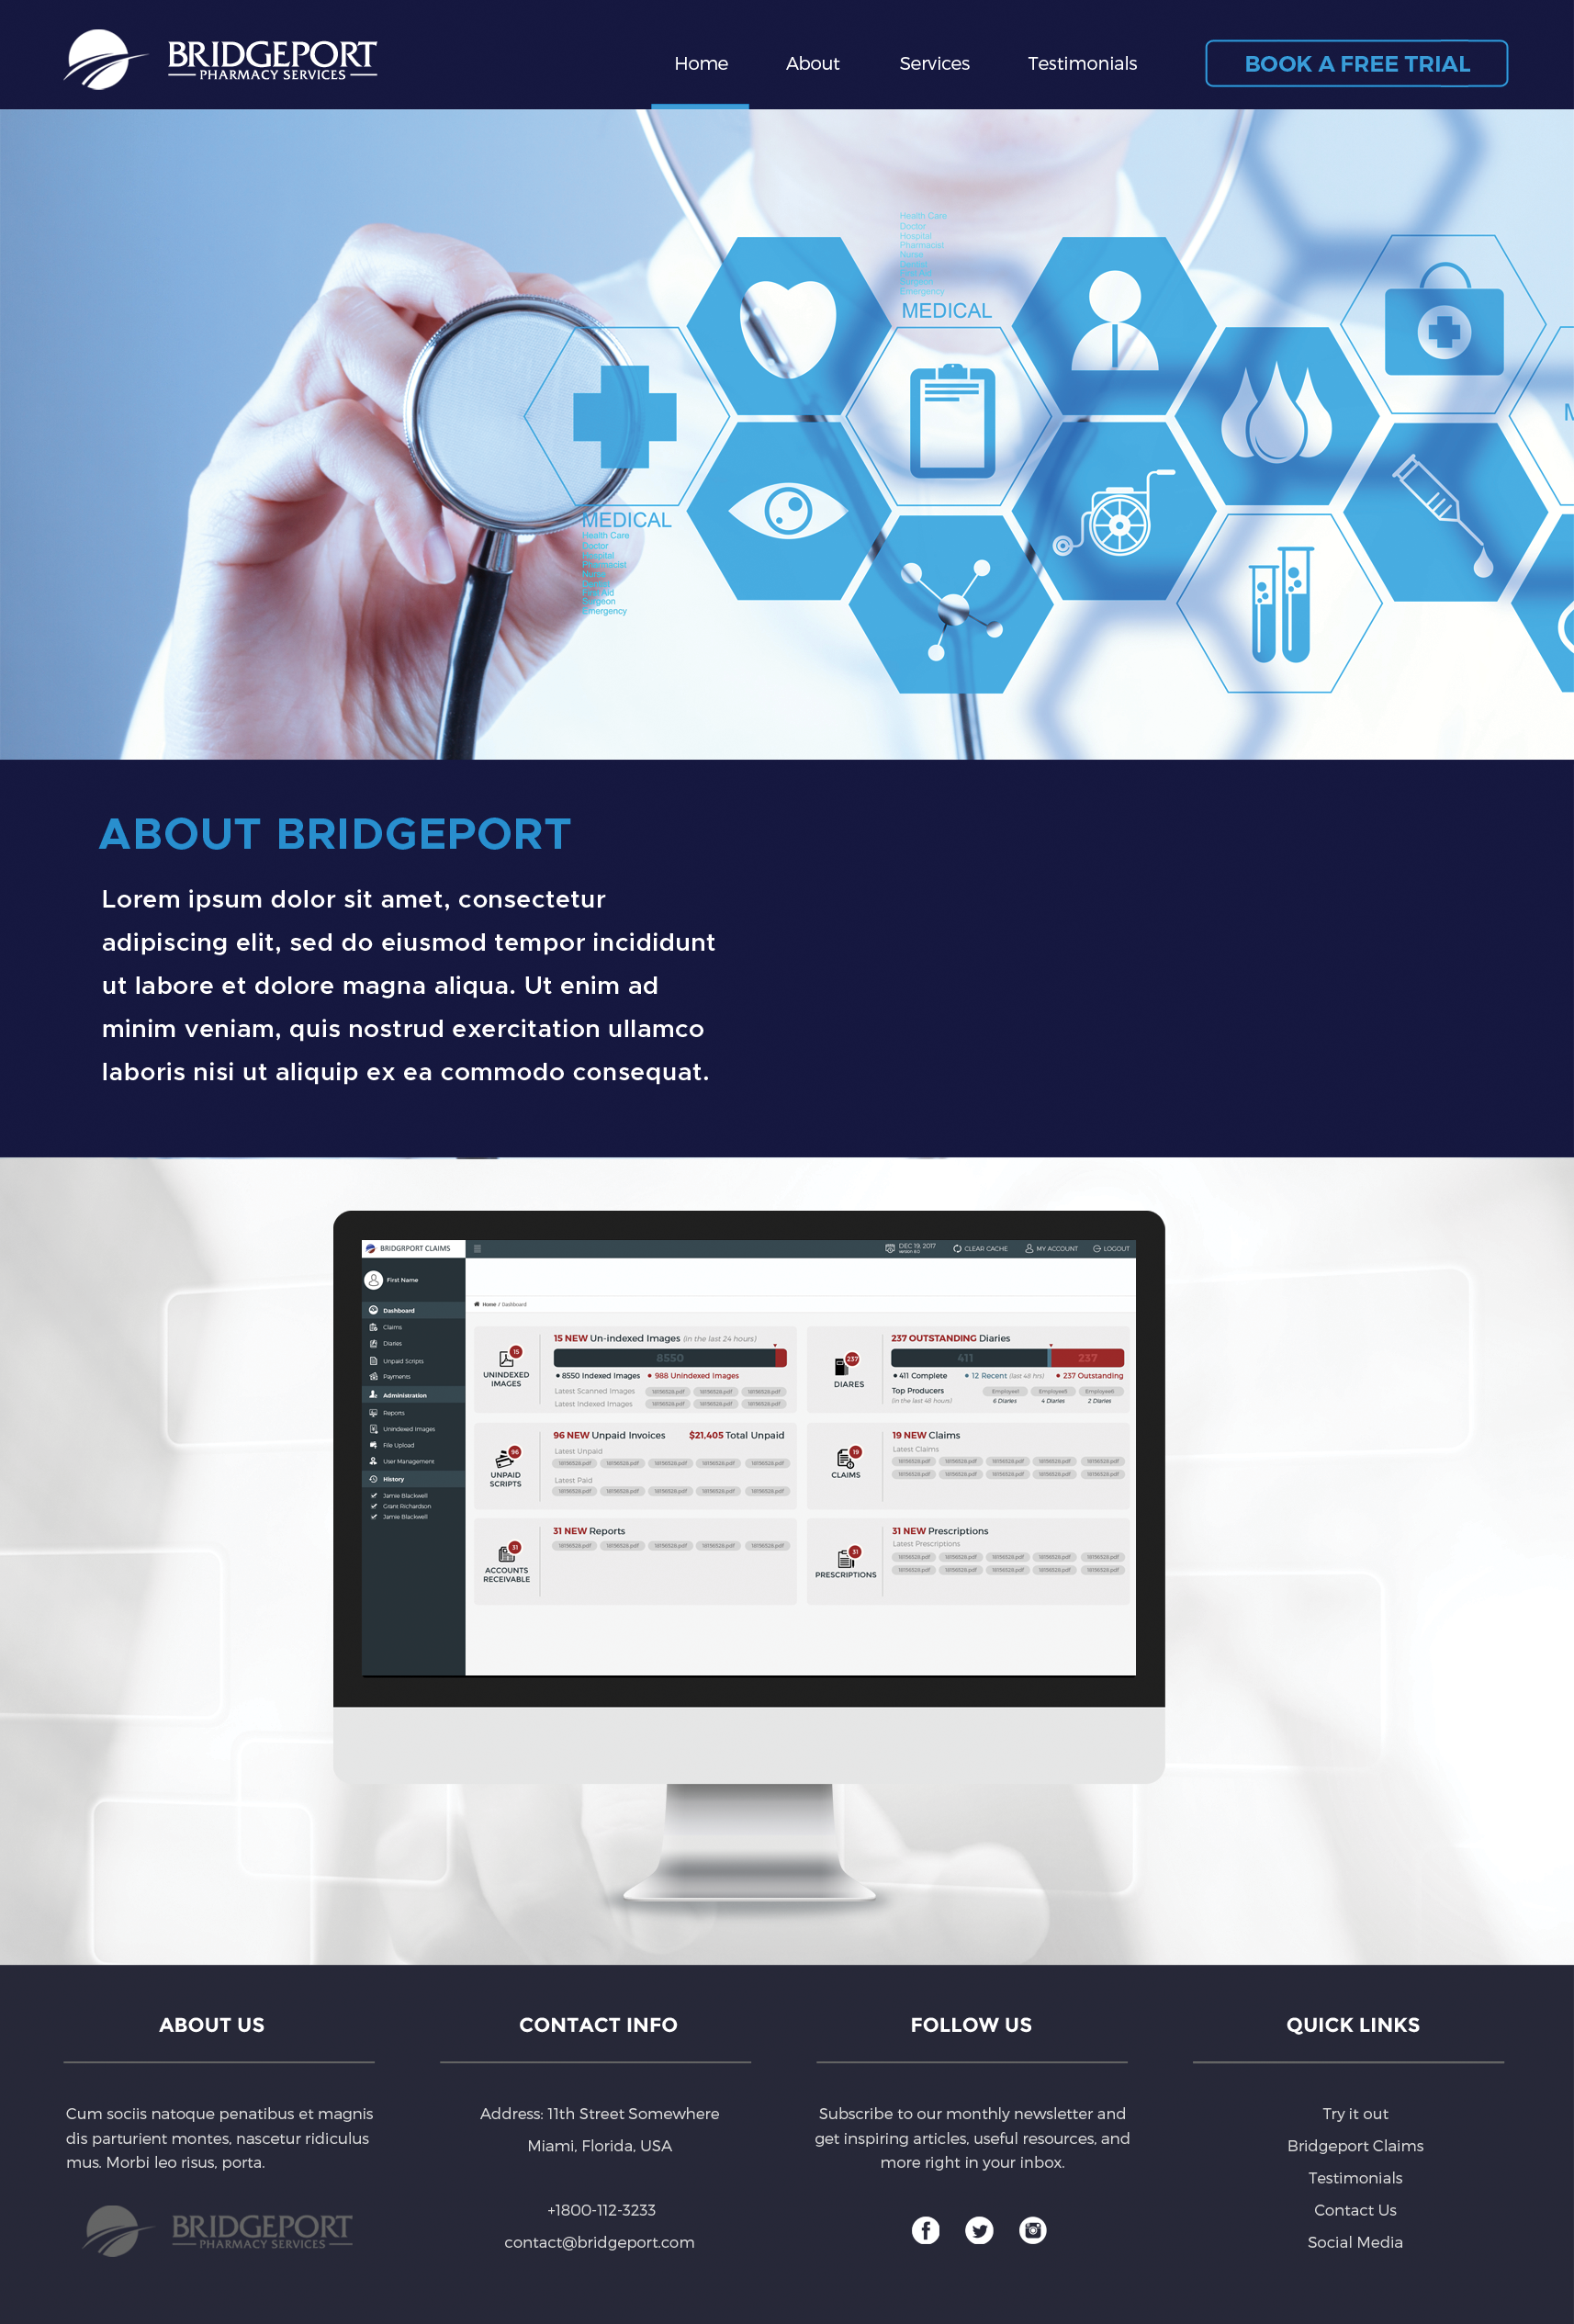 BRIDGEPORT
PHARMACY SERVICES
Home
About
Services
Testimonials
BOOK A FREE TRIAL
Health Care
Doctor
Hospital
Pharmacist
Nurse
Emergency
MEDICAL
MEDICAL
Health Care
Doctor
Hospital
Pharmacist
Nurse
First Aid
Surgeon
Emergency
ABOUT BRIDGEPORT
Lorem ipsum dolor sit amet, consectetur
adipiscing elit, sed do eiusmod tempor incididunt
ut labore et dolore magna aliqua. Ut enim ad
minim veniam, quis nostrud exercitation ullamco
laboris nisi ut aliquip ex ea commodo consequat.
BRIDGRPORT CLAIMS
DEC 19, 2017
CLEAR CACHE
MY ACCOUNT
LOGOUT
First Name
Home / Dashboard
Dashboard
Claims
Diaries
Unpaid Scripts
Payments
Administration
Reports
Unindexed Images
File Upload
User Management
History
Jamie Blackwell
Grant Richardson
Jamie Blackwell
15
UNINDEXED
IMAGES
15 NEW Un-indexed Images (in the last 24 hours)
8550
8550 Indexed Images
988 Unindexed Images
Latest Scanned Images
Latest Indexed Images
237
DIARES
237 OUTSTANDING Diaries
411
237
411 Complete
12 Recent (last 48 hrs)
237 Outstanding
Top Producers
(in the last 48 hours)
Employee5
6 Diaries
4 Diaries
2 Diaries
96
UNPAID
SCRIPTS
96 NEW Unpaid Invoices
$21,405 Total Unpaid
Latest Unpaid
Latest Paid
19
CLAIMS
19 NEW Claims
Latest Claims
31
ACCOUNTS
RECEIVABLE
31 NEW Reports
31
PRESCRIPTIONS
31 NEW Prescriptions
Latest Prescriptions
ABOUT US
Cum sociis natoque penatibus et magnis
dis parturient montes, nascetur ridiculus
mus. Morbi leo risus, porta.
BRIDGEPORT
PHARMACY SERVICES
CONTACT INFO
Address: 11th Street Somewhere
Miami, Florida, USA
+1800-112-3233
contact@bridgeport.com
FOLLOW US
Subscribe to our monthly newsletter and
get inspiring articles, useful resources, and
more right in your inbox.
QUICK LINKS
Try it out
Bridgeport Claims
Testimonials
Contact Us
Social Media